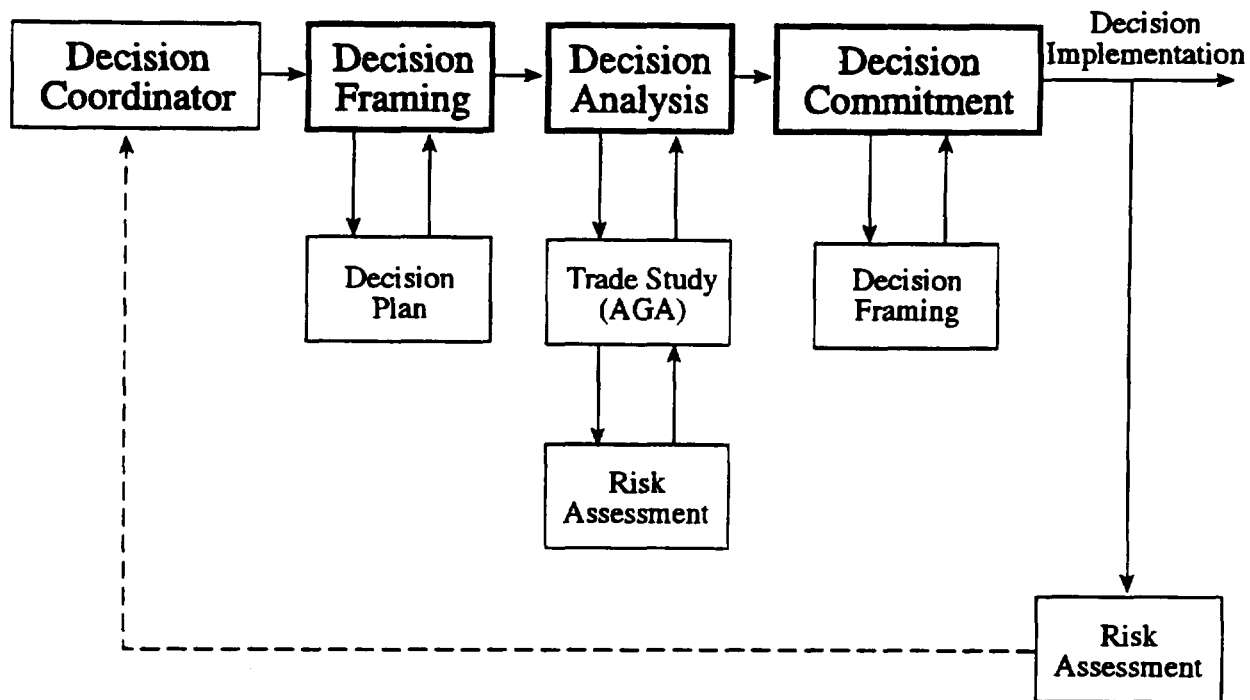 Decision
Coordinator
Decision
Framing
Decision
Analysis
Decision
Commitment
Decision
Implementation
Decision
Plan
Trade Study
(AGA)
Decision
Framing
Risk
Assessment
Risk
Assessment